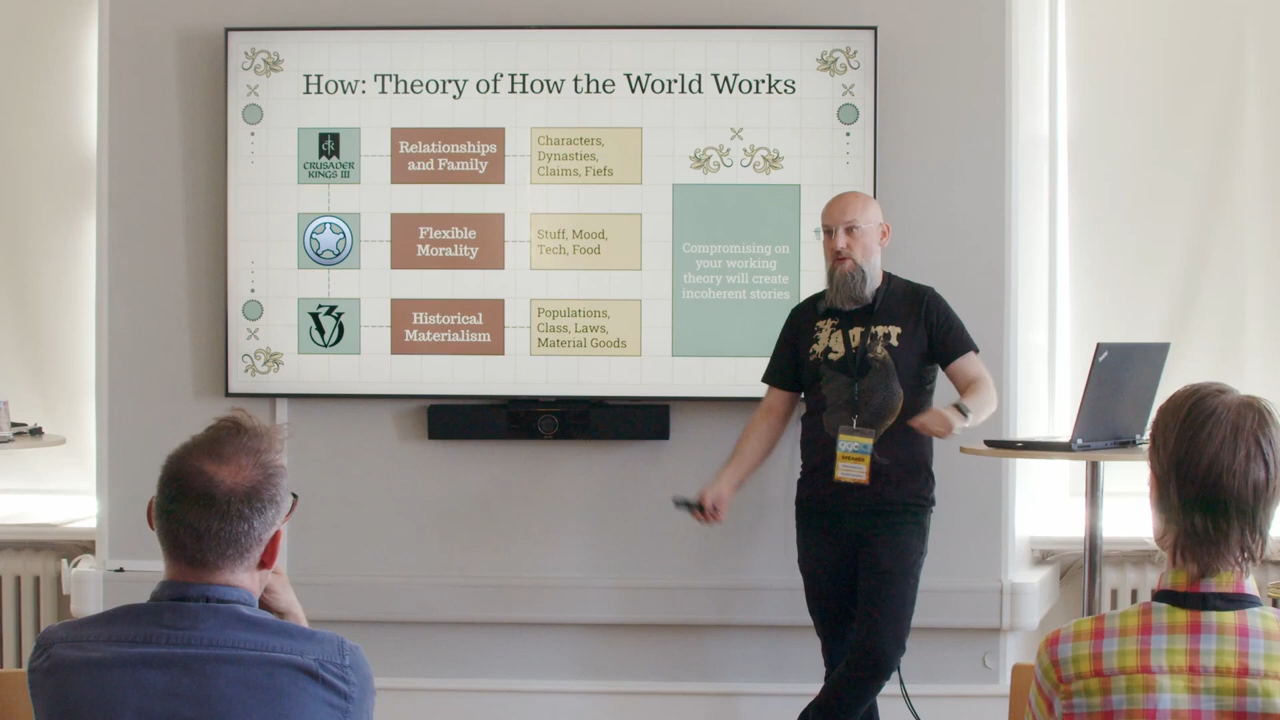 How: Theory of How the World Works
CRUSADER
KINGS III
Relationships
and Family
Characters,
Dynasties,
Claims, Fiefs
Flexible
Morality
Stuff, Mood,
Tech, Food
Historical
Materialism
Populations,
Class, Laws,
Material Goods
Compromising on
your working
theory will create
incoherent stories
SPEAKER